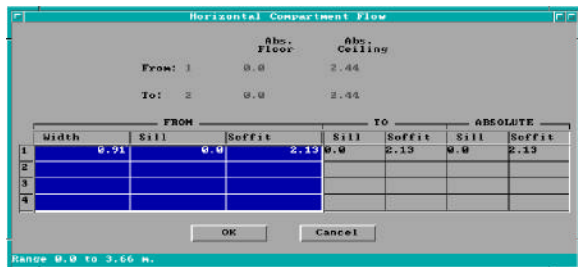 Horizontal Compartment Flow
Abs. Floor Abs. Ceiling
From: 1 0.0 2.44
To: 2 0.0 2.44
FROM TO ABSOLUTE
Width Sill Soffit Sill Soffit Sill Soffit
1 0.91 0.0 2.13 0.0 2.13 0.0 2.13
2
3
4
OK Cancel
Range 0.0 to 3.66 m.